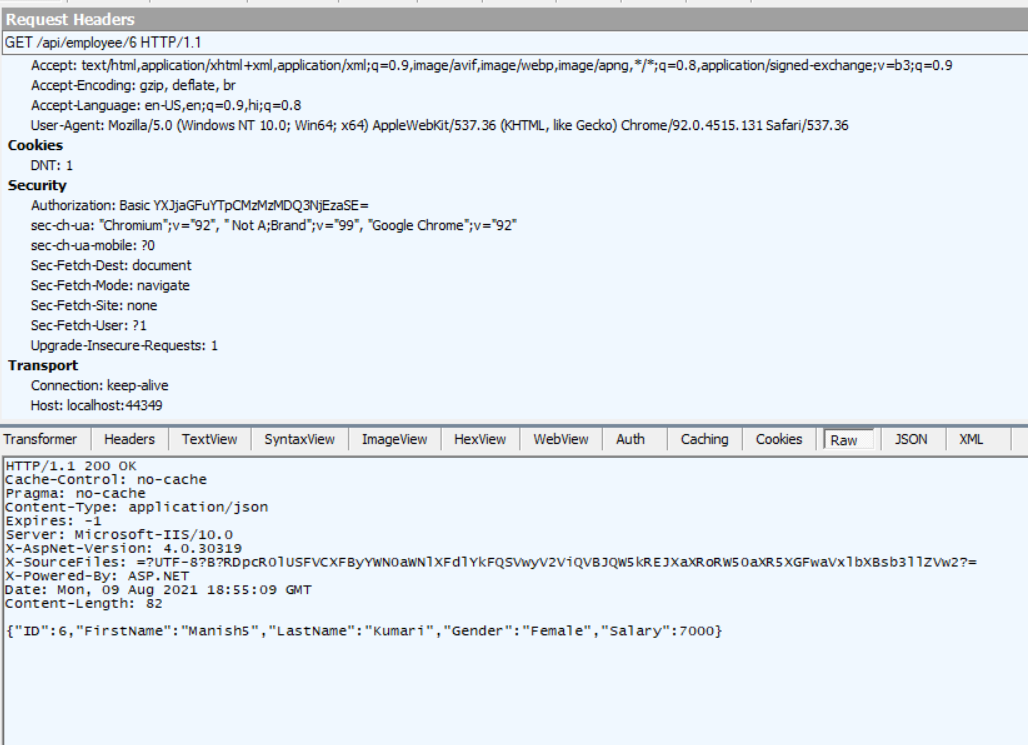 Request Headers
GET /api/employee/6 HTTP/1.1
Accept: text/html,application/xhtml+xml,application/xml;q=0.9,image/avif,image/webp,image/apng,*/*;q=0.8,application/signed-exchange;v=b3;q=0.9
Accept-Encoding: gzip, deflate, br
Accept-Language: en-US,en;q=0.9,hi;q=0.8
User-Agent: Mozilla/5.0 (Windows NT 10.0; Win64; x64) AppleWebKit/537.36 (KHTML, like Gecko) Chrome/92.0.4515.131 Safari/537.36
Cookies
DNT: 1
Security
Authorization: Basic YXJjaGFuYTpCMzMzMDQ3NjEzaSE=
sec-ch-ua: "Chromium";v="92", " Not A;Brand";v="99", "Google Chrome";v="92"
sec-ch-ua-mobile: ?0
Sec-Fetch-Dest: document
Sec-Fetch-Mode: navigate
Sec-Fetch-Site: none
Sec-Fetch-User: ?1
Upgrade-Insecure-Requests: 1
Transport
Connection: keep-alive
Host: localhost:44349
Transformer Headers TextView SyntaxView ImageView HexView WebView Auth Caching Cookies Raw JSON XML
HTTP/1.1 200 OK
Cache-Control: no-cache
Pragma: no-cache
Content-Type: application/json
Expires: -1
Server: Microsoft-IIS/10.0
X-AspNet-Version: 4.0.30319
X-SourceFiles: =?UTF-8?B?RDpcR0lUSFVCXFByYWN0aWNlXFdlYkFQSVwyV2ViQVBJQW5kREJXaXRoRW50aXR5XGFwaVxlbXBsb3llZVw2?=
X-Powered-By: ASP.NET
Date: Mon, 09 Aug 2021 18:55:09 GMT
Content-Length: 82
{"ID":6,"FirstName":"Manish5","LastName":"Kumari","Gender":"Female","Salary":7000}